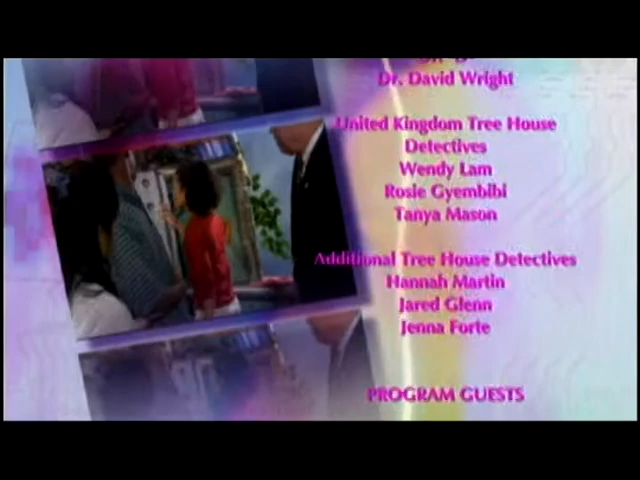 Dr. David Wright
United Kingdom Tree House
Detectives
Wendy Lam
Rosie Gyembibi
Tanya Mason
Additional Tree House Detectives
Hannah Martin
Jared Glenn
Jenna Forte
PROGRAM GUESTS